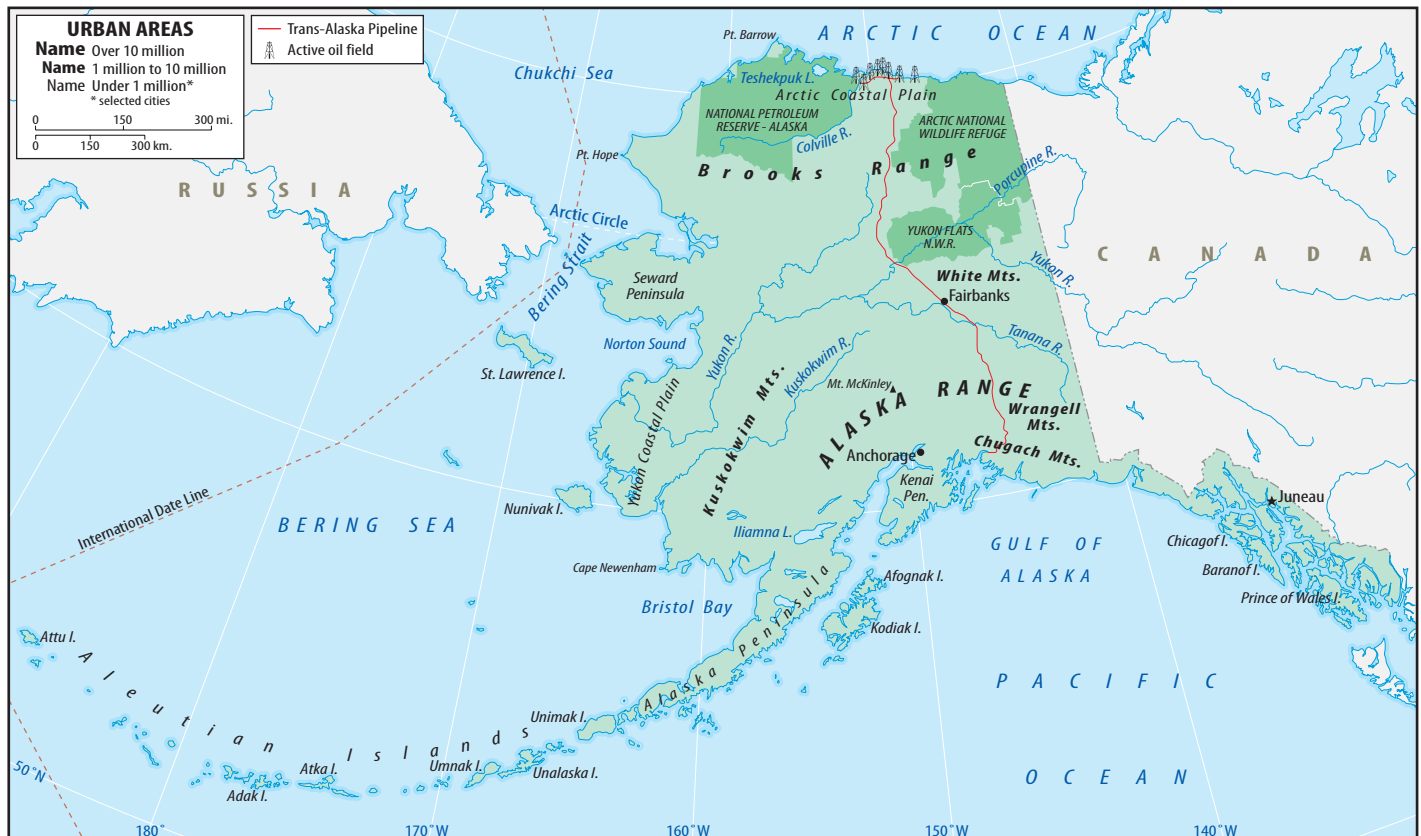 URBAN AREAS
Name Over 10 million
Name 1 million to 10 million
Name Under 1 million*
* selected cities
0 150 300 mi.
0 150 300 km.
Trans-Alaska Pipeline
Active oil field
ARCTIC OCEAN
Pt. Barrow
Chukchi Sea
Teshekpuk L.
Arctic Coastal Plain
NATIONAL PETROLEUM
RESERVE – ALASKA
ARCTIC NATIONAL
WILDLIFE REFUGE
Colville R.
Pt. Hope
Brooks Range
Porcupine R.
RUSSIA
Arctic Circle
YUKON FLATS
N.W.R.
CANADA
Bering Strait
Yukon R.
White Mts.
Seward
Peninsula
Fairbanks
Norton Sound
Tanana R.
Yukon R.
Kuskokwim R.
St. Lawrence I.
Mt. McKinley
ALASKA RANGE
Wrangell
Mts.
Yukon Coastal Plain
Kuskokwim Mts.
Chugach Mts.
Anchorage
Kenai
Pen.
Juneau
International Date Line
Nunivak I.
BERING SEA
Iliamna L.
GULF OF
ALASKA
Chicagof I.
Cape Newenham
Afognak I.
Baranof I.
Prince of Wales I.
Bristol Bay
Kodiak I.
Attu I.
Alaska Peninsula
PACIFIC
OCEAN
Aleutian Islands
Unimak I.
Atka I.
Umnak I.
Unalaska I.
Adak I.
50°N
180°
170°W
160°W
150°W
140°W